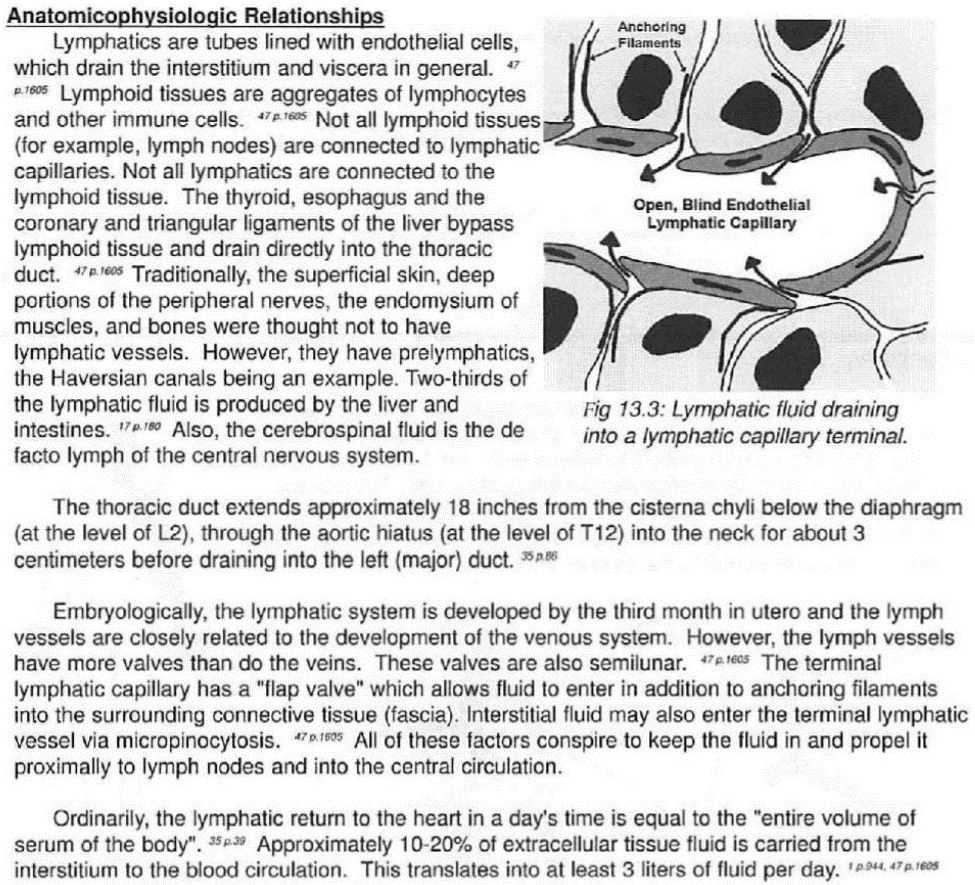 Anatomicophysiologic Relationships
Lymphatics are tubes lined with endothelial cells,
which drain the interstitium and viscera in general. 47
p.1605 Lymphoid tissues are aggregates of lymphocytes
and other immune cells. 47 p.1605 Not all lymphoid tissues
(for example, lymph nodes) are connected to lymphatic
capillaries. Not all lymphatics are connected to the
lymphoid tissue. The thyroid, esophagus and the
coronary and triangular ligaments of the liver bypass
lymphoid tissue and drain directly into the thoracic
duct. 47 p.1605 Traditionally, the superficial skin, deep
portions of the peripheral nerves, the endomysium of
muscles, and bones were thought not to have
lymphatic vessels. However, they have prelymphatics,
the Haversian canals being an example. Two-thirds of
the lymphatic fluid is produced by the liver and
intestines. 17 p.180 Also, the cerebrospinal fluid is the de
facto lymph of the central nervous system.
Anchoring
Filaments
Open, Blind Endothelial
Lymphatic Capillary
Fig 13.3: Lymphatic fluid draining
into a lymphatic capillary terminal.
The thoracic duct extends approximately 18 inches from the cisterna chyli below the diaphragm
(at the level of L2), through the aortic hiatus (at the level of T12) into the neck for about 3
centimeters before draining into the left (major) duct. 35 p.86
Embryologically, the lymphatic system is developed by the third month in utero and the lymph
vessels are closely related to the development of the venous system. However, the lymph vessels
have more valves than do the veins. These valves are also semilunar. 47 p.1605 The terminal
lymphatic capillary has a "flap valve" which allows fluid to enter in addition to anchoring filaments
into the surrounding connective tissue (fascia). Interstitial fluid may also enter the terminal lymphatic
vessel via micropinocytosis. 47 p.1605 All of these factors conspire to keep the fluid in and propel it
proximally to lymph nodes and into the central circulation.
Ordinarily, the lymphatic return to the heart in a day's time is equal to the "entire volume of
serum of the body". 35 p.39 Approximately 10-20% of extracellular tissue fluid is carried from the
interstitium to the blood circulation. This translates into at least 3 liters of fluid per day. 1 p.944, 47 p.1605